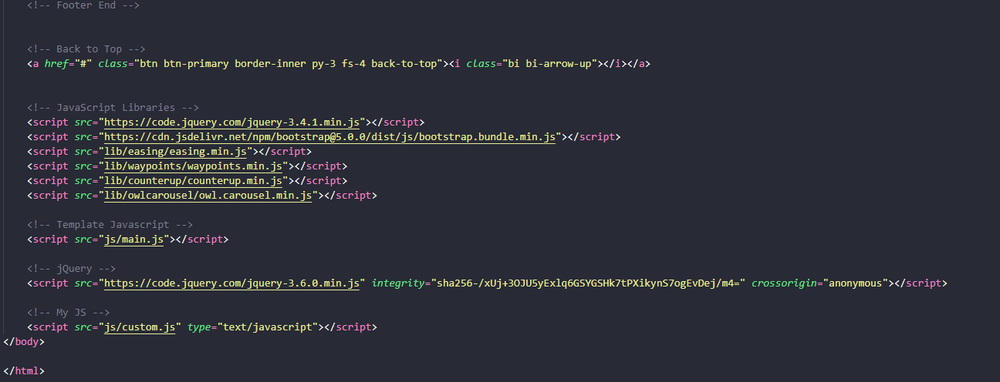 <!-- Footer End -->
<!-- Back to Top -->
<a href="#" class="btn btn-primary border-inner py-3 fs-4 back-to-top"><i class="bi bi-arrow-up"></i></a>
<!-- JavaScript Libraries -->
<script src="https://code.jquery.com/jquery-3.4.1.min.js"></script>
<script src="https://cdn.jsdelivr.net/npm/bootstrap@5.0.0/dist/js/bootstrap.bundle.min.js"></script>
<script src="lib/easing/easing.min.js"></script>
<script src="lib/waypoints/waypoints.min.js"></script>
<script src="lib/counterup/counterup.min.js"></script>
<script src="lib/owlcarousel/owl.carousel.min.js"></script>
<!-- Template Javascript -->
<script src="js/main.js"></script>
<!-- jQuery -->
<script src="https://code.jquery.com/jquery-3.6.0.min.js" integrity="sha256-/xUj+3OJU5yExlq6GSYGSHk7tPXikynS7ogEvDej/m4=" crossorigin="anonymous"></script>
<!-- My JS -->
<script src="js/custom.js" type="text/javascript"></script>
</body>
</html>